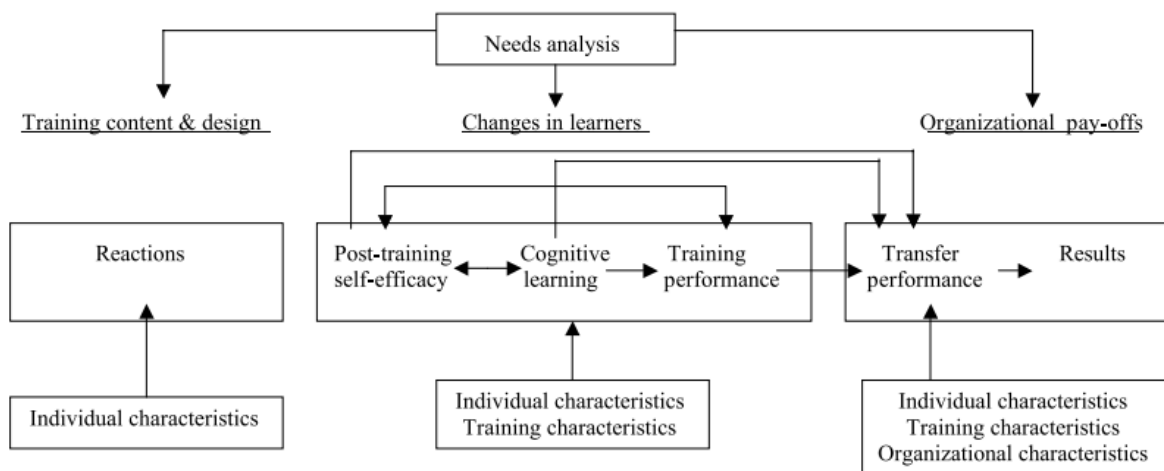 Needs analysis
Training content & design
Changes in learners
Organizational pay-offs
Reactions
Post-training
self-efficacy
Cognitive
learning
Training
performance
Transfer
performance
Results
Individual characteristics
Individual characteristics
Training characteristics
Individual characteristics
Training characteristics
Organizational characteristics